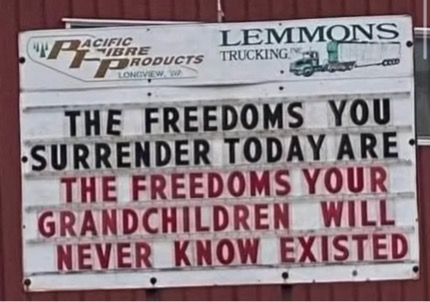 PACIFIC
FIBRE
PRODUCTS
LONGVIEW, WA
LEMMONS
TRUCKING, INC.
THE FREEDOMS YOU
SURRENDER TODAY ARE
THE FREEDOMS YOUR
GRANDCHILDREN WILL
NEVER KNOW EXISTED